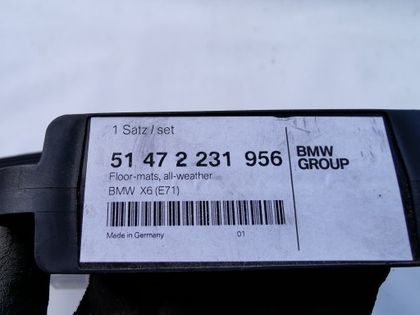 1 Satz / set
51 47 2 231 956
Floor-mats, all-weather
BMW X6 (E71)
Made in Germany 01
BMW
GROUP